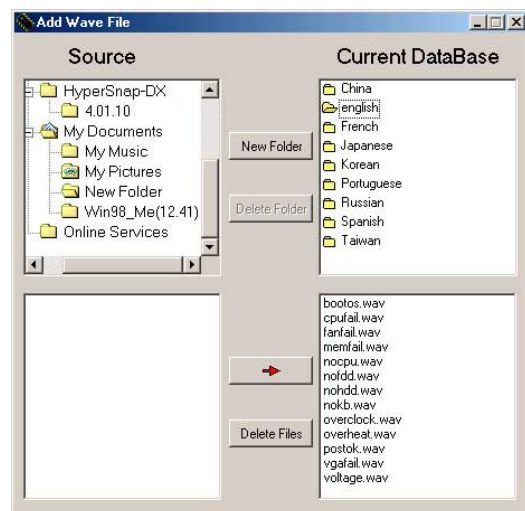 Add Wave File
Source
Current DataBase
HyperSnap-DX
4.01.10
My Documents
My Music
My Pictures
New Folder
Win98_Me(12.41)
Online Services
New Folder
Delete Folder
China
english
French
Japanese
Korean
Portuguese
Russian
Spanish
Taiwan
Delete Files
bootos.wav
cpufail.wav
fanfail.wav
memfail.wav
nocpu.wav
nofdd.wav
nohdd.wav
nokb.wav
overclock.wav
overheat.wav
postok.wav
vgafail.wav
voltage.wav